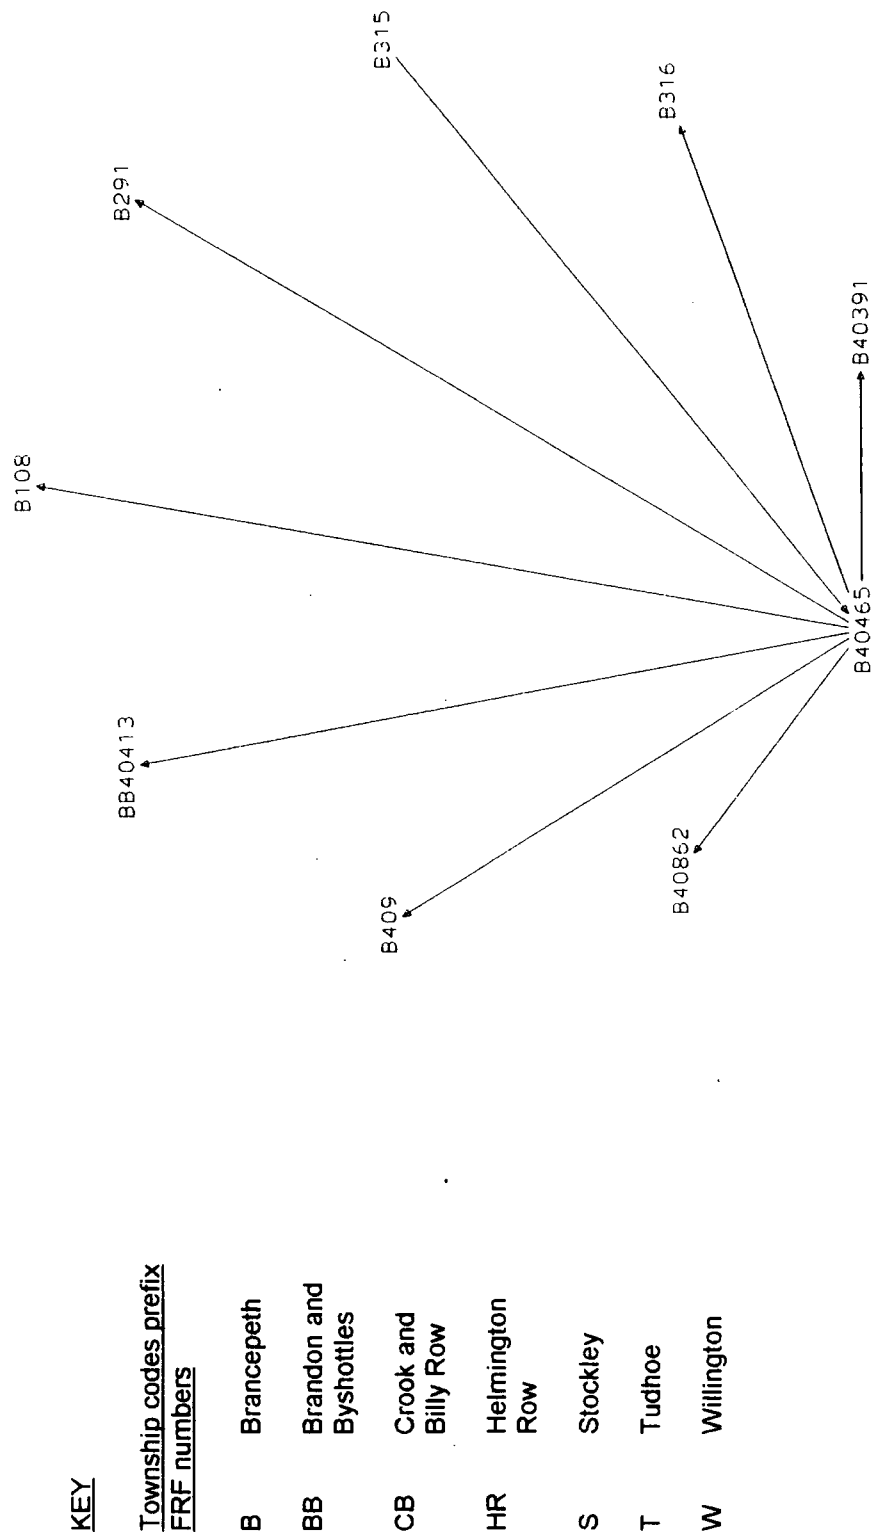 KEY
Township codes prefix
FRF numbers
B Brancepeth
BB Brandon and
Byshottles
CB Crook and
Billy Row
HR Helmington
Row
S Stockley
T Tudhoe
W Willington
B409
B40862
BB40413
B108
B40465
B291
B40391
B316
B315